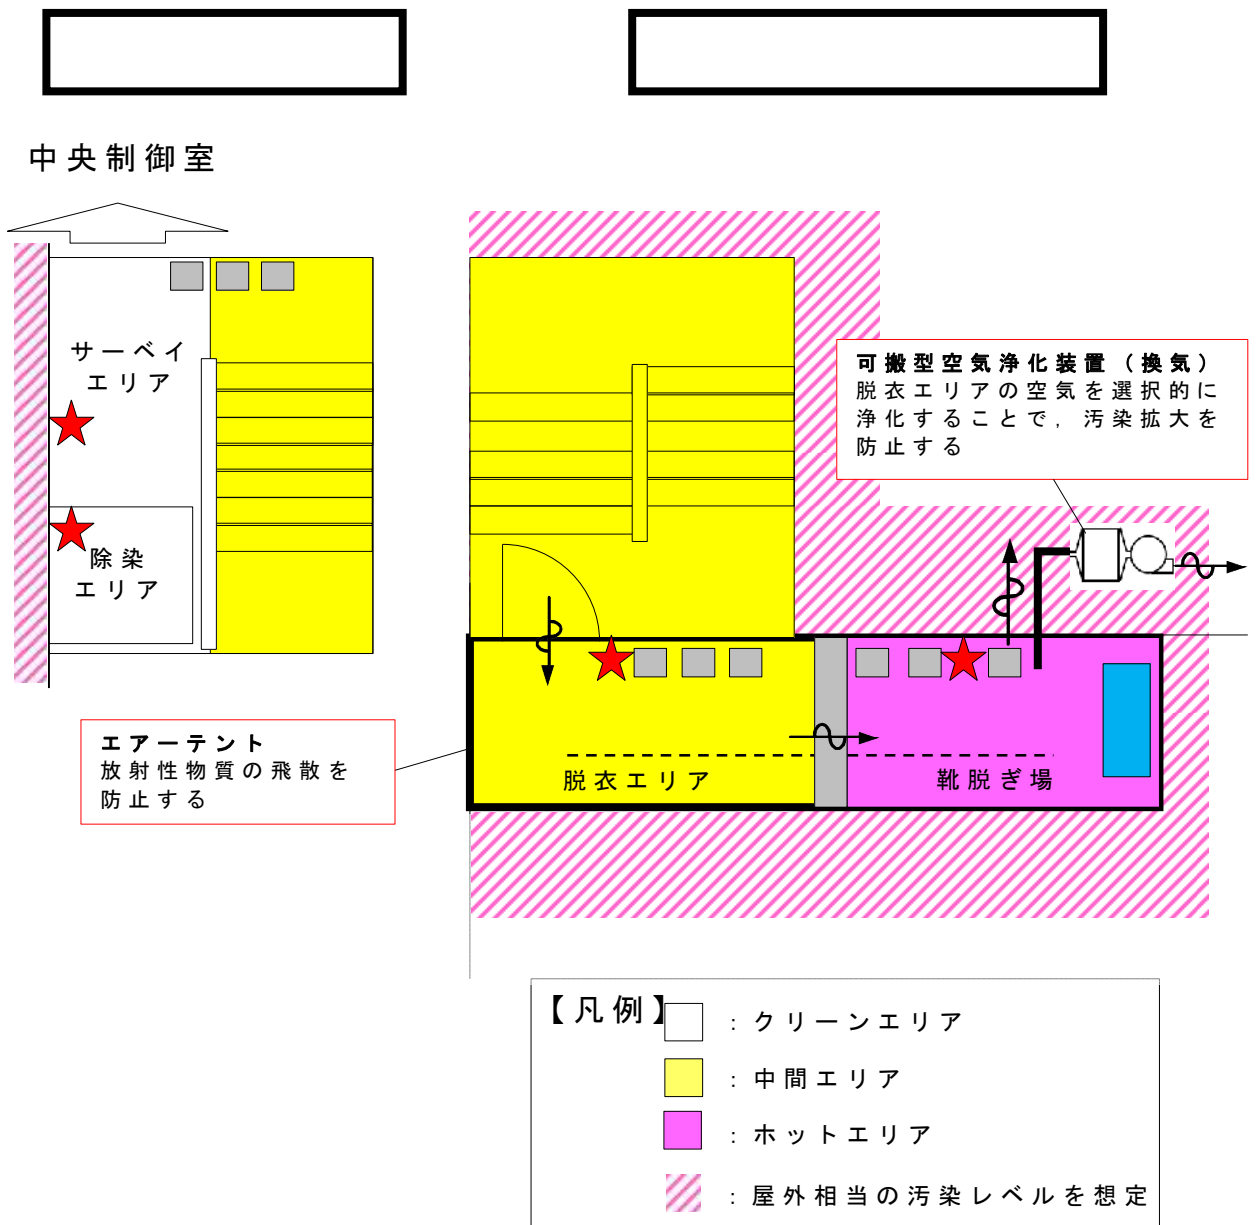 中央制御室
サーベイ
エリア
除染
エリア
可搬型空気浄化装置（換気）
脱衣エリアの空気を選択的に
浄化することで，汚染拡大を
防止する
エアーテント
放射性物質の飛散を
防止する
脱衣エリア
靴脱ぎ場
【凡例】
：クリーンエリア
：中間エリア
：ホットエリア
：屋外相当の汚染レベルを想定